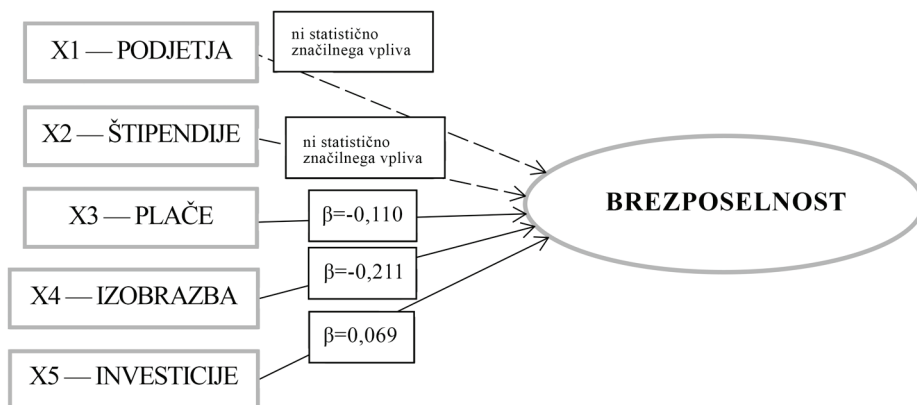 X1 — PODJETJA
ni statistično
značilnega vpliva
X2 — ŠTIPENDIJE
ni statistično
značilnega vpliva
X3 — PLAČE
β=-0,110
BREZPOSELNOST
X4 — IZOBRAZBA
β=-0,211
X5 — INVESTICIJE
β=0,069